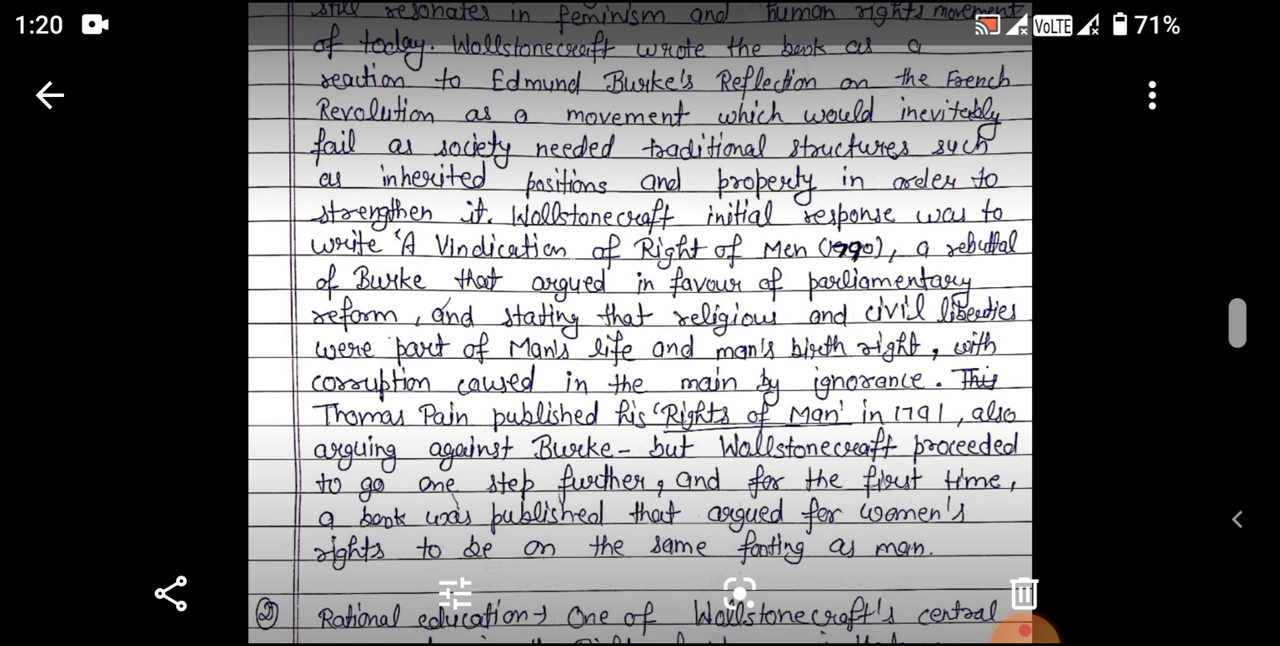 1:20
VoLTE
71%
still resonates in feminism and human rights movement
of today. Wollstonecraft wrote the book as a
reaction to Edmund Burke's Reflection on the French
Revolution as a movement which would inevitably
fail as society needed traditional structures such
as inherited positions and property in order to
strengthen it. Wollstonecraft initial response was to
write 'A Vindication of Right of Men (1790), a rebuttal
of Burke that argued in favour of parliamentary
reform, and stating that religious and civil liberties
were part of Man's life and man's birth right, with
corruption caused in the main by ignorance. This
Thomas Pain published his 'Rights of Man' in 1791, also
arguing against Burke - but Wollstonecraft proceeded
to go one step further, and for the first time,
a book was published that argued for women's
rights to be on the same footing as man.
② Rational education → One of Wollstonecraft's central